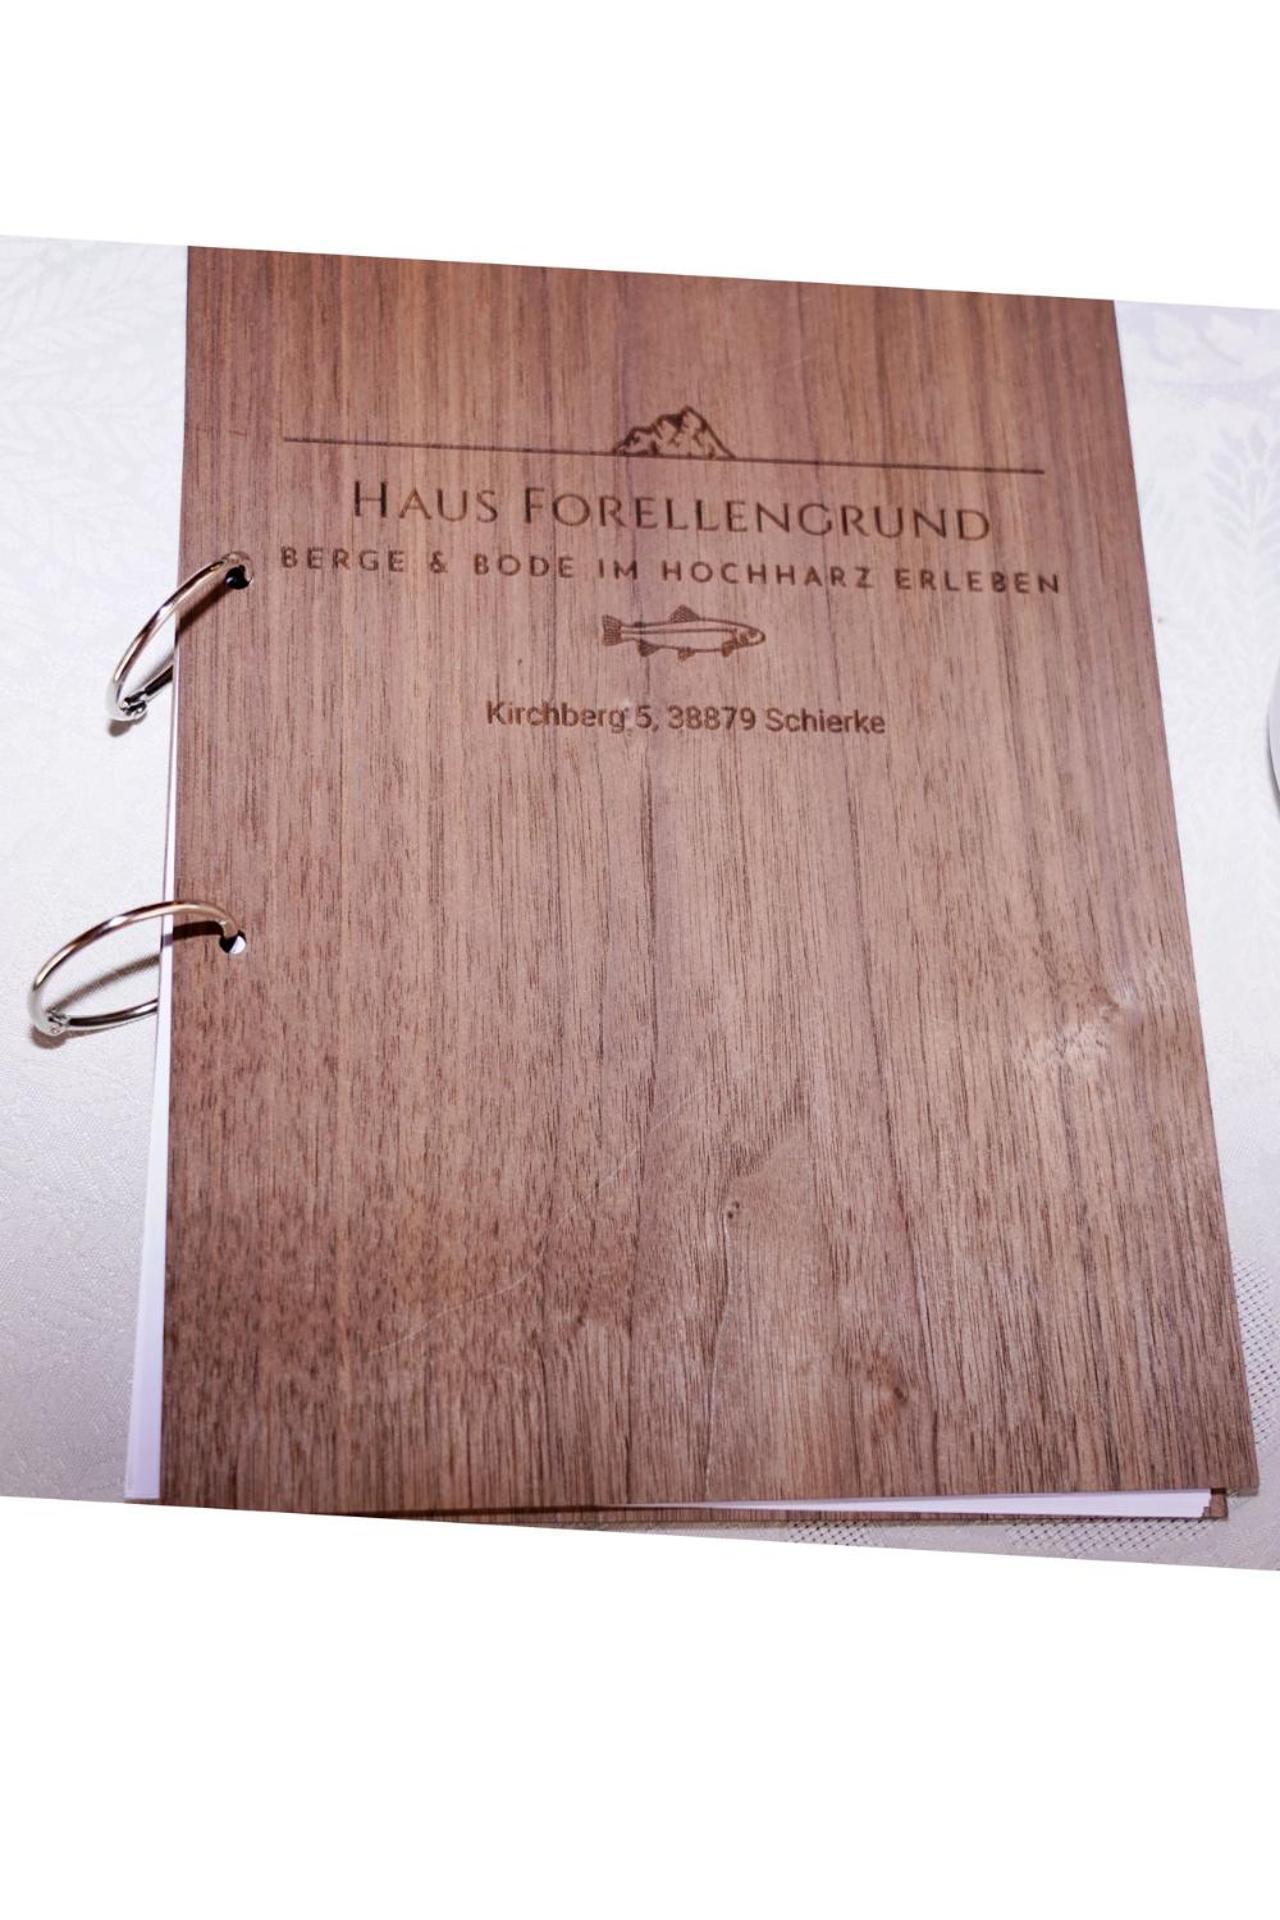 Haus Forellengrund
BERGE & BODE IM HOCHHARZ ERLEBEN
Kirchberg 5, 38879 Schierke